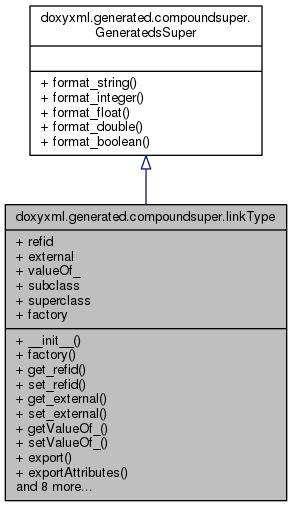 doxyxml.generated.compoundsuper.
GeneratedsSuper
+ format_string()
+ format_integer()
+ format_float()
+ format_double()
+ format_boolean()
doxyxml.generated.compoundsuper.linkType
+ refid
+ external
+ valueOf_
+ subclass
+ superclass
+ factory
+ __init__()
+ factory()
+ get_refid()
+ set_refid()
+ get_external()
+ set_external()
+ getValueOf_()
+ setValueOf_()
+ export()
+ exportAttributes()
and 8 more...